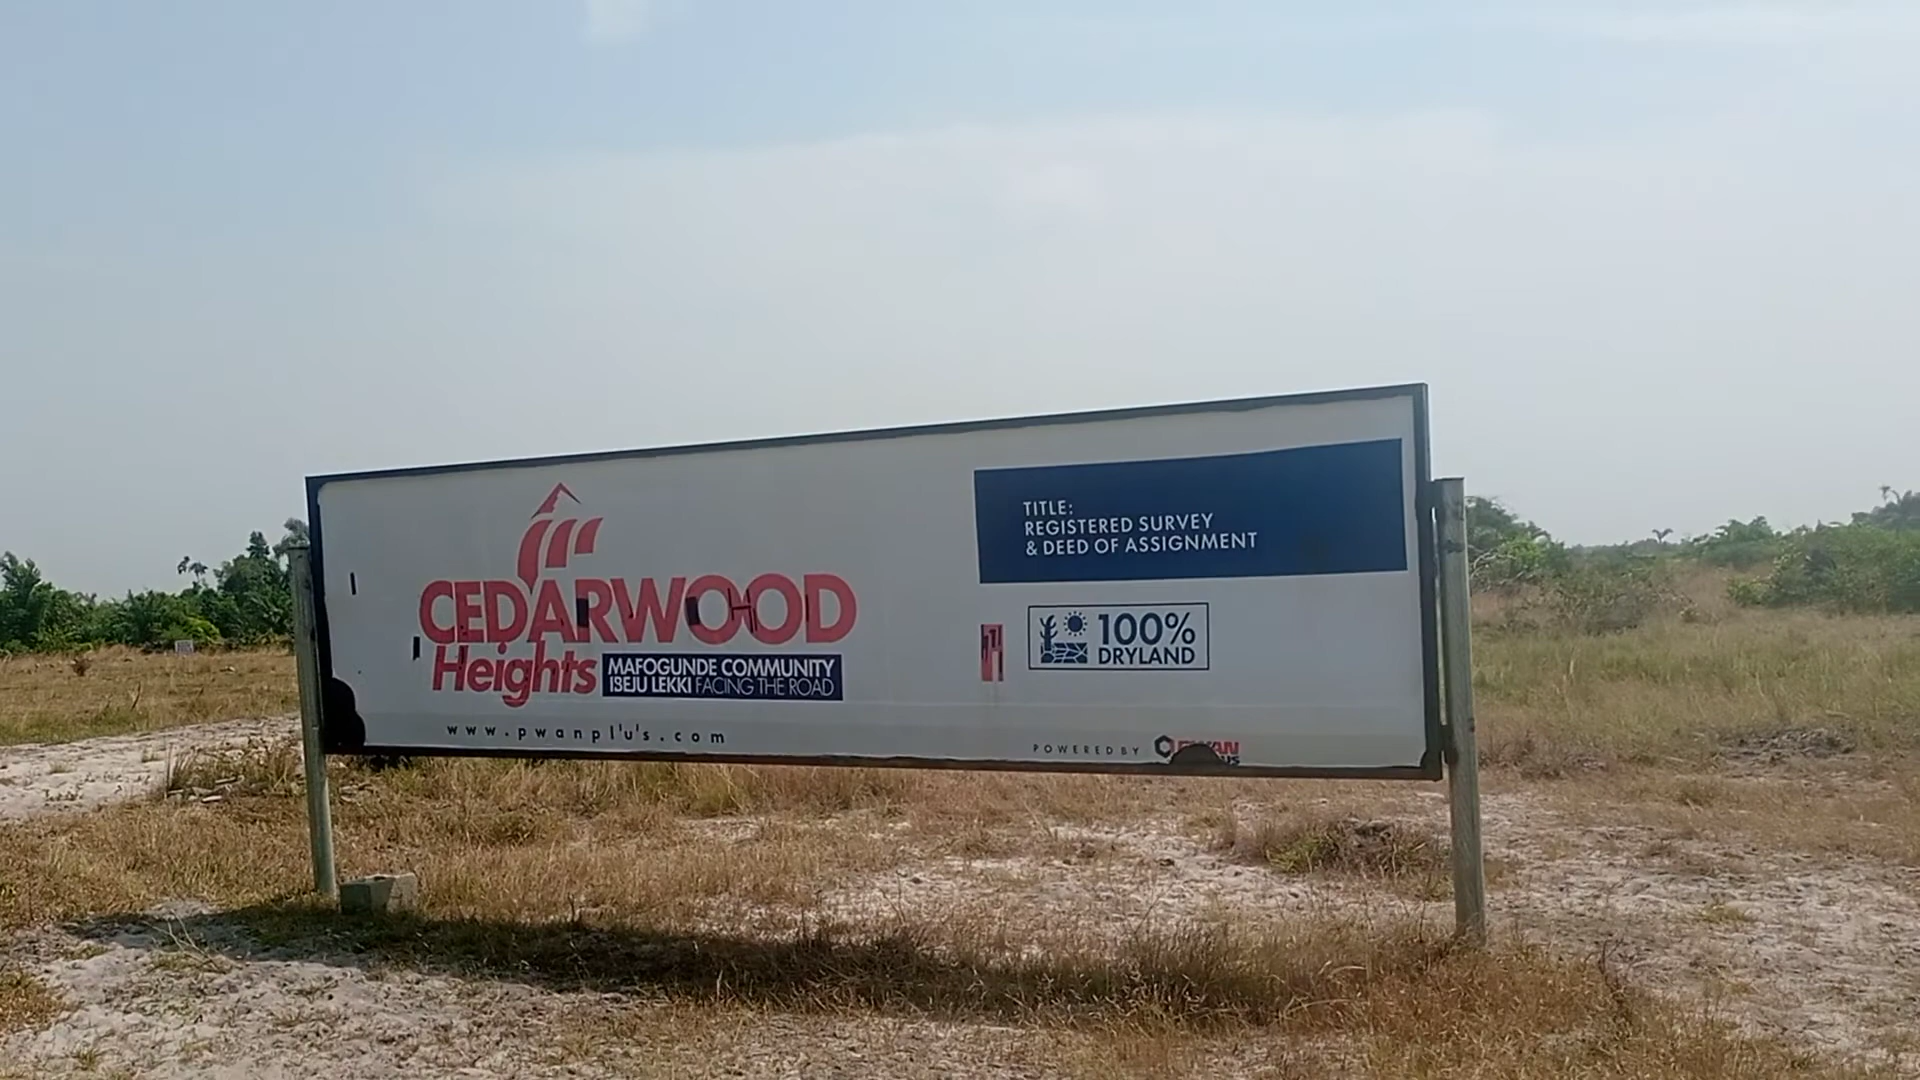 CEDARWOOD
Heights
MAFOGUNDE COMMUNITY
IBEJU LEKKI FACING THE ROAD
www.pwanplus.com
TITLE:
REGISTERED SURVEY
& DEED OF ASSIGNMENT
100%
DRYLAND
POWERED BY
PWAN